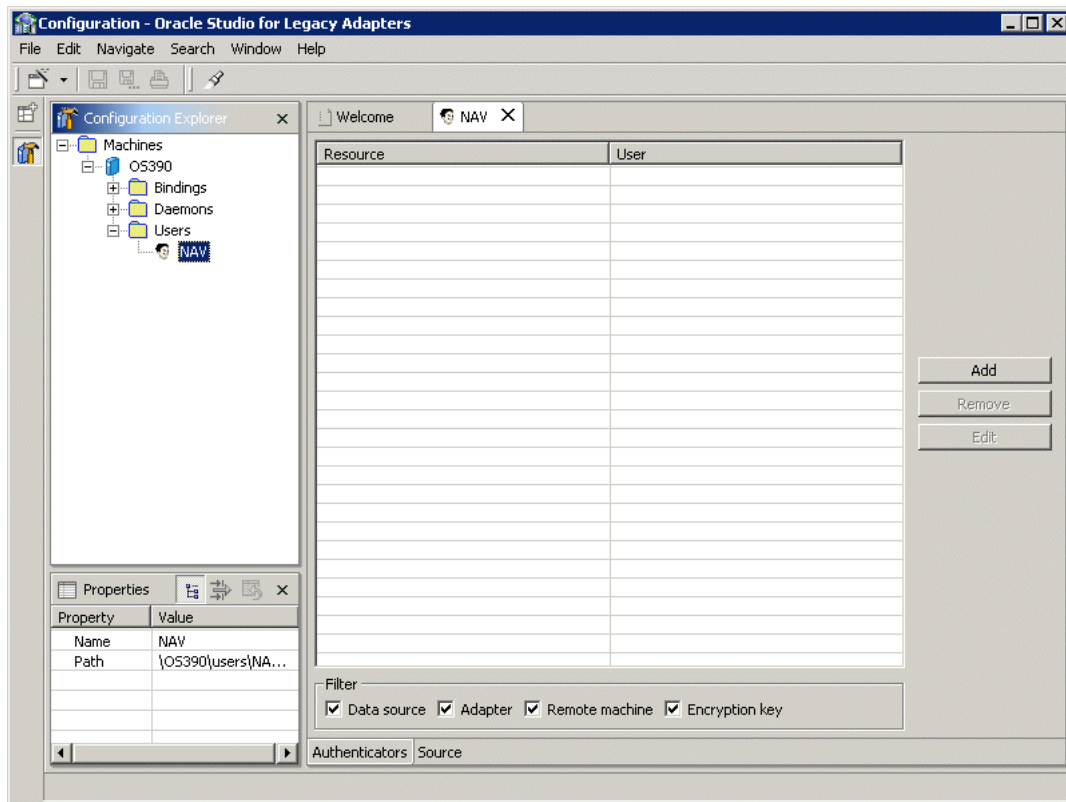 Configuration - Oracle Studio for Legacy Adapters
File Edit Navigate Search Window Help
Configuration Explorer
Machines
OS390
Bindings
Daemons
Users
NAV
Welcome
NAV
Resource User
Add
Remove
Edit
Properties
Property Value
Name NAV
Path \OS390\users\NA...
Filter
Data source Adapter Remote machine Encryption key
Authenticators Source